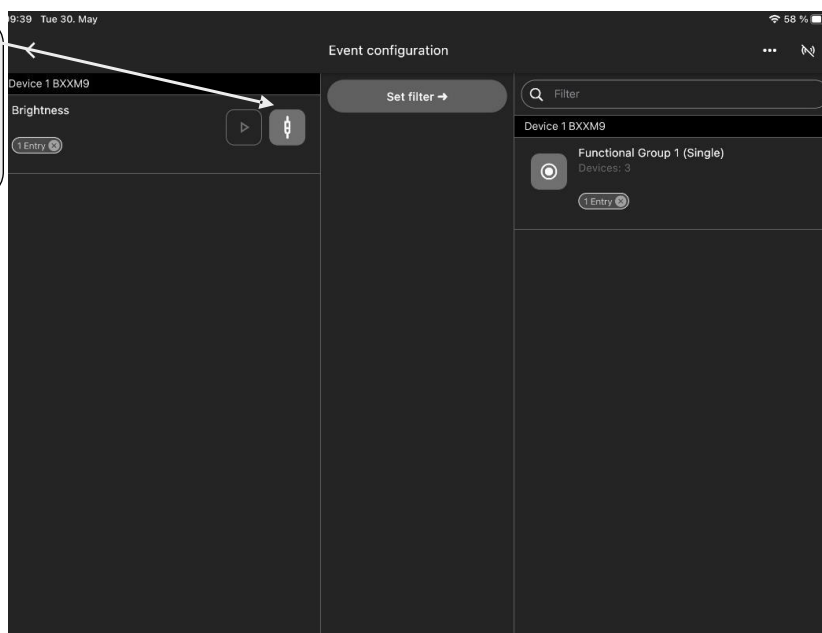 9:39 Tue 30. May
58 %
Event configuration
Device 1 BXXM9
Brightness
1 Entry
Set filter
Filter
Device 1 BXXM9
Functional Group 1 (Single)
Devices: 3
1 Entry